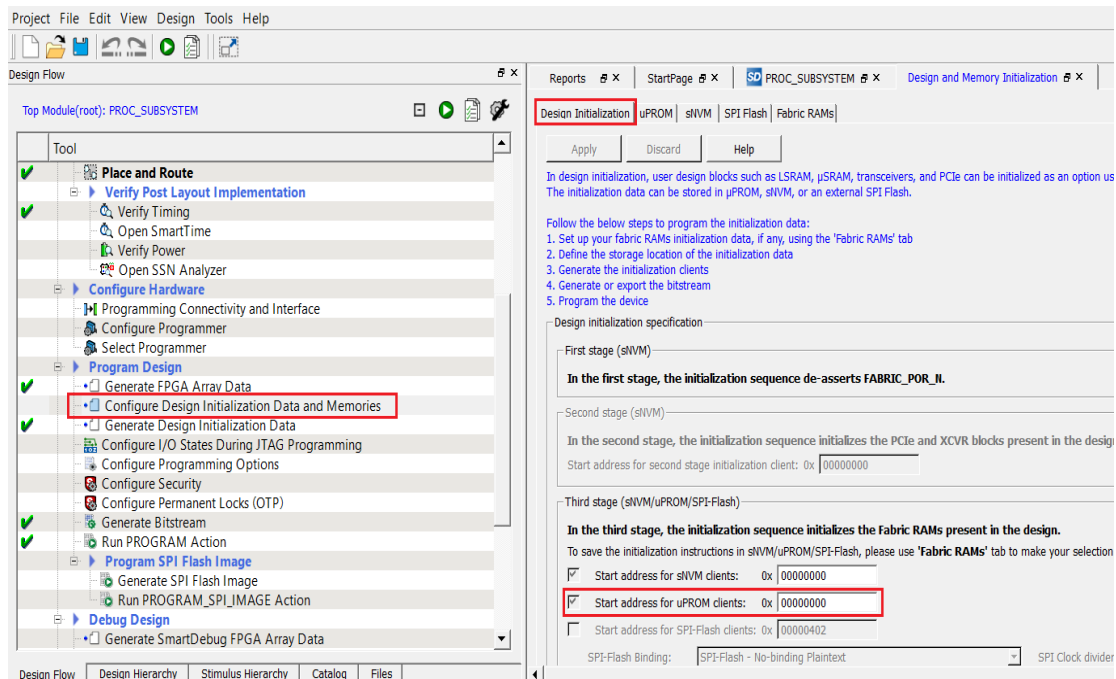 Project File Edit View Design Tools Help
Design Flow
Top Module(root): PROC_SUBSYSTEM
Tool
Place and Route
Verify Post Layout Implementation
Verify Timing
Open SmartTime
Verify Power
Open SSN Analyzer
Configure Hardware
Programming Connectivity and Interface
Configure Programmer
Select Programmer
Program Design
Generate FPGA Array Data
Configure Design Initialization Data and Memories
Generate Design Initialization Data
Configure I/O States During JTAG Programming
Configure Programming Options
Configure Security
Configure Permanent Locks (OTP)
Generate Bitstream
Run PROGRAM Action
Program SPI Flash Image
Generate SPI Flash Image
Run PROGRAM_SPI_IMAGE Action
Debug Design
Generate SmartDebug FPGA Array Data
Design Flow Design Hierarchy Stimulus Hierarchy Catalog Files
Reports StartPage SD PROC_SUBSYSTEM Design and Memory Initialization
Design Initialization uPROM sNVM SPI Flash Fabric RAMs
Apply Discard Help
In design initialization, user design blocks such as LSRAM, µSRAM, transceivers, and PCIe can be initialized as an option us
The initialization data can be stored in µPROM, sNVM, or an external SPI Flash.
Follow the below steps to program the initialization data:
1. Set up your fabric RAMs initialization data, if any, using the 'Fabric RAMs' tab
2. Define the storage location of the initialization data
3. Generate the initialization clients
4. Generate or export the bitstream
5. Program the device
Design initialization specification
First stage (sNVM)
In the first stage, the initialization sequence de-asserts FABRIC_POR_N.
Second stage (sNVM)
In the second stage, the initialization sequence initializes the PCIe and XCVR blocks present in the desig
Start address for second stage initialization client: 0x 00000000
Third stage (sNVM/uPROM/SPI-Flash)
In the third stage, the initialization sequence initializes the Fabric RAMs present in the design.
To save the initialization instructions in sNVM/uPROM/SPI-Flash, please use 'Fabric RAMs' tab to make your selection
Start address for sNVM clients: 0x 00000000
Start address for uPROM clients: 0x 00000000
Start address for SPI-Flash clients: 0x 00000402
SPI-Flash Binding: SPI-Flash - No-binding Plaintext SPI Clock divider